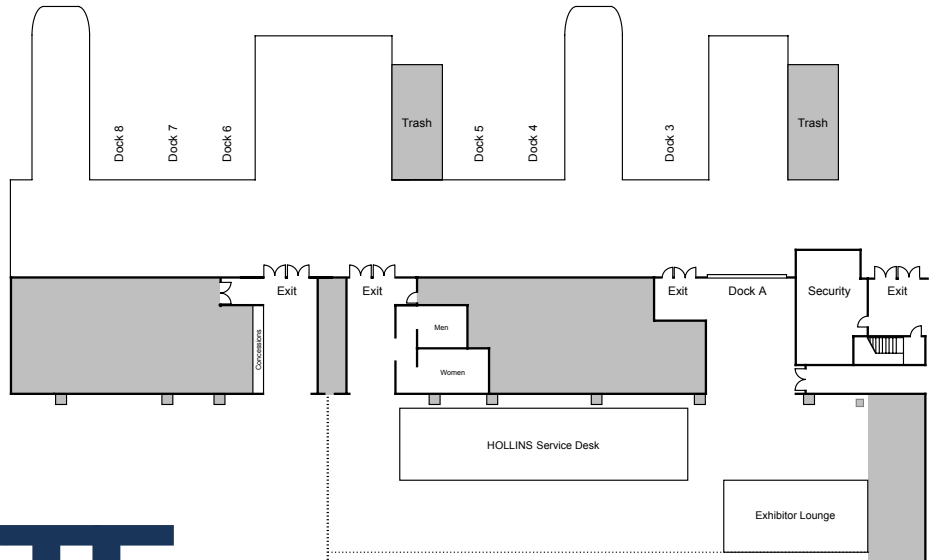 Dock 8
Dock 7
Dock 6
Trash
Dock 5
Dock 4
Dock 3
Trash
Exit
Exit
Exit
Dock A
Security
Exit
Concessions
Men
Women
HOLLINS Service Desk
Exhibitor Lounge